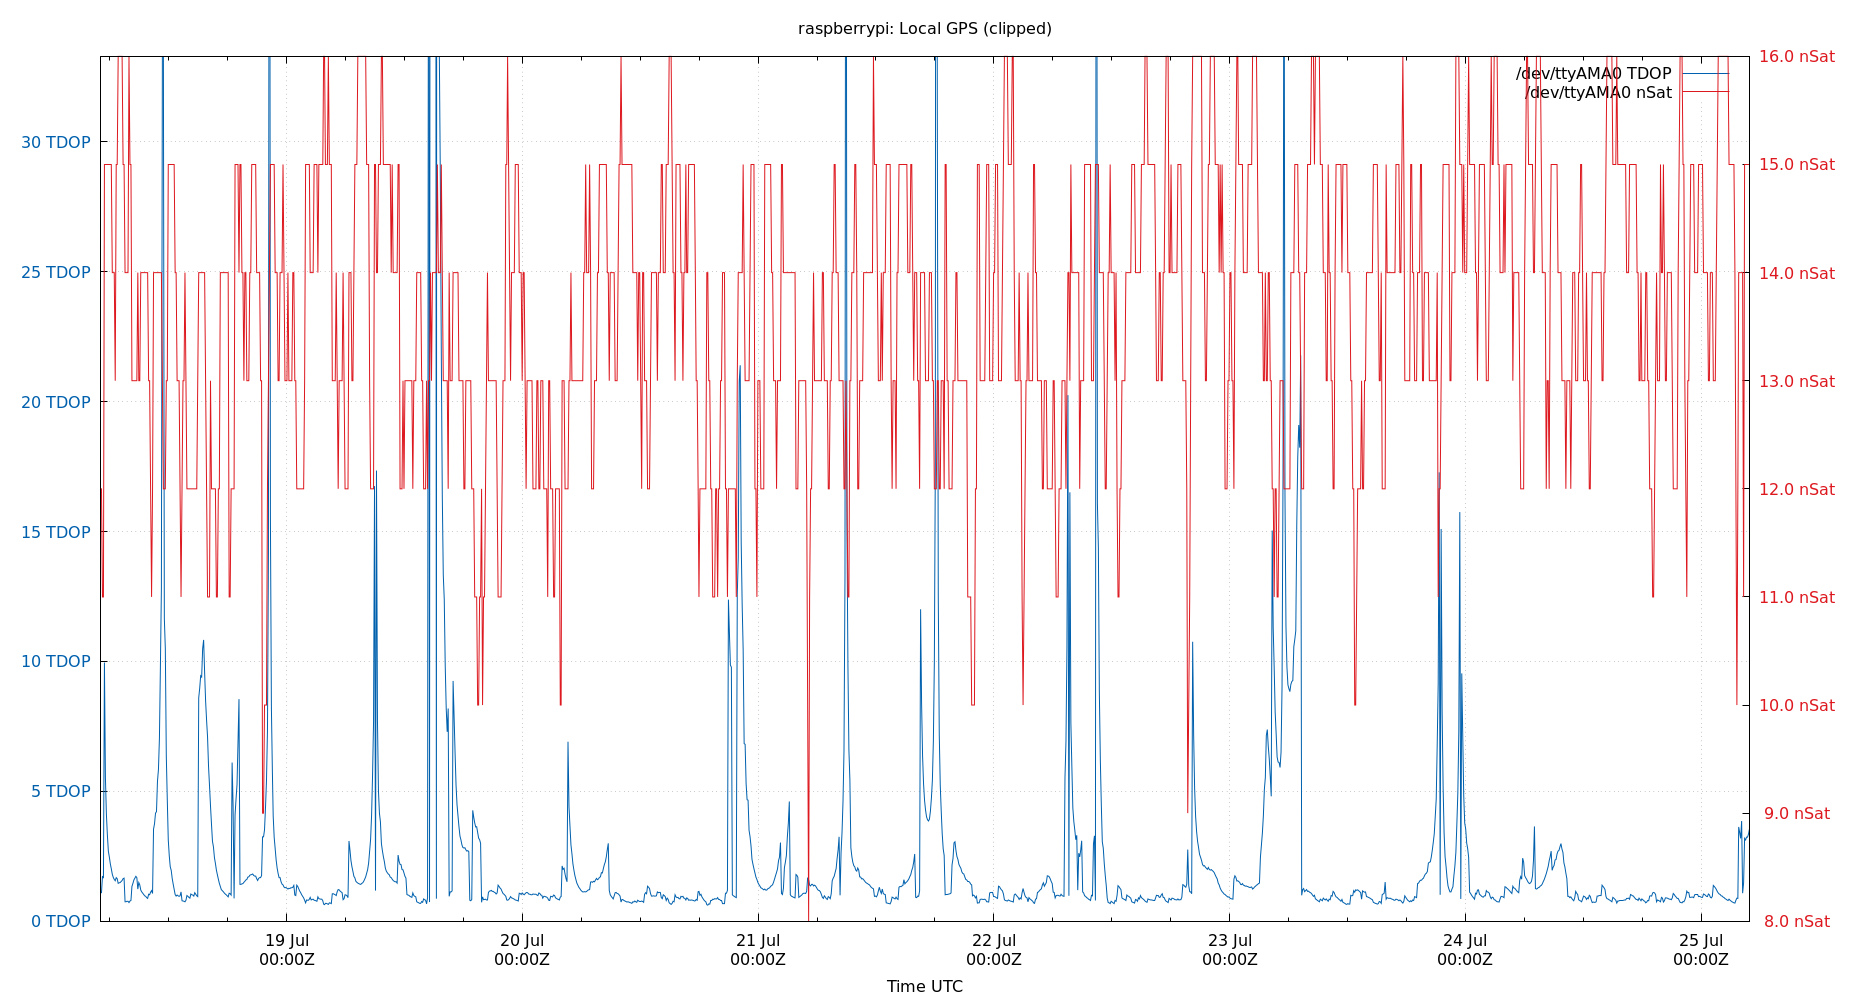 raspberrypi: Local GPS (clipped)
/dev/ttyAMA0 TDOP
/dev/ttyAMA0 nSat
30 TDOP
25 TDOP
20 TDOP
15 TDOP
10 TDOP
5 TDOP
0 TDOP
16.0 nSat
15.0 nSat
14.0 nSat
13.0 nSat
12.0 nSat
11.0 nSat
10.0 nSat
9.0 nSat
8.0 nSat
19 Jul
00:00Z
20 Jul
00:00Z
21 Jul
00:00Z
22 Jul
00:00Z
23 Jul
00:00Z
24 Jul
00:00Z
25 Jul
00:00Z
Time UTC